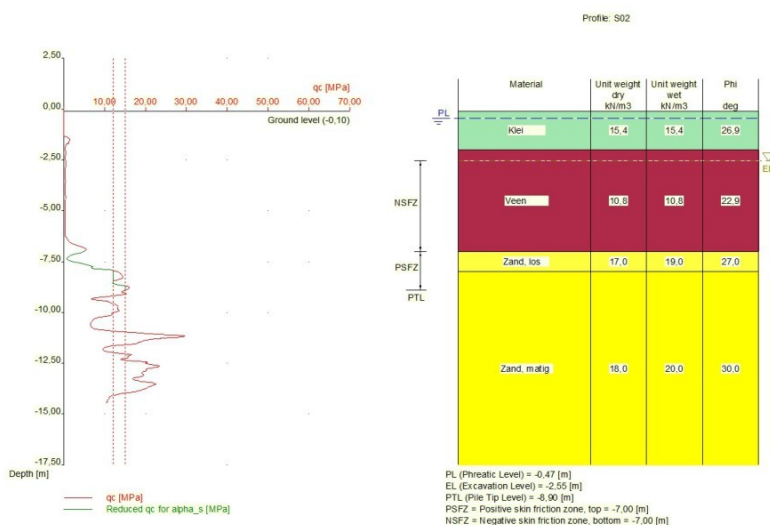 Profile: S02
2,50
qc [MPa]
0,00
10,00 20,00 30,00 40,00 50,00 60,00 70,00
Ground level (-0,10)
-2,50
-5,00
-7,50
-10,00
-12,50
-15,00
-17,50
Depth [m]
qc [MPa]
Reduced qc for alpha_s [MPa]
Material Unit weight Unit weight Phi
dry wet
kN/m3 kN/m3 deg
PL
Klei 15,4 15,4 26,9
EL
NSFZ
Veen 10,8 10,8 22,9
PSFZ
Zand, los 17,0 19,0 27,0
PTL
Zand, matig 18,0 20,0 30,0
PL (Phreatic Level) = -0,47 [m]
EL (Excavation Level) = -2,55 [m]
PTL (Pile Tip Level) = -8,90 [m]
PSFZ = Positive skin friction zone, top = -7,00 [m]
NSFZ = Negative skin friction zone, bottom = -7,00 [m]